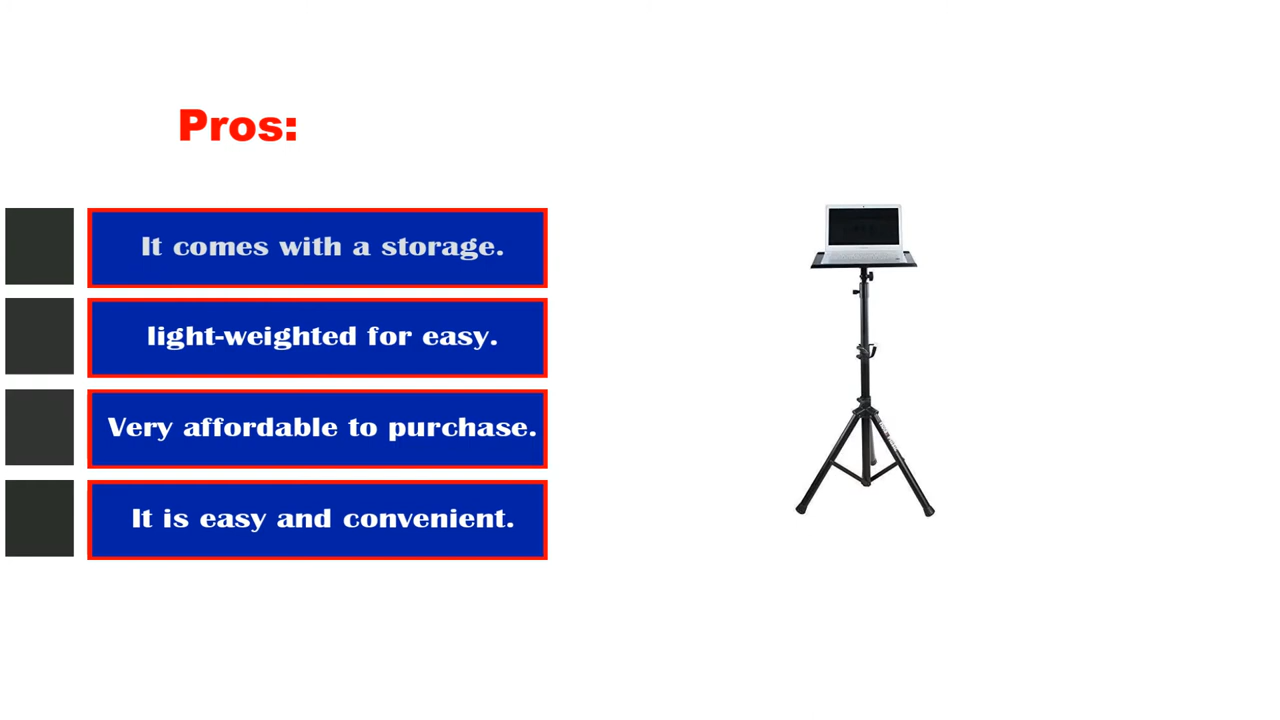 Pros:
It comes with a storage.
light-weighted for easy.
Very affordable to purchase.
It is easy and convenient.